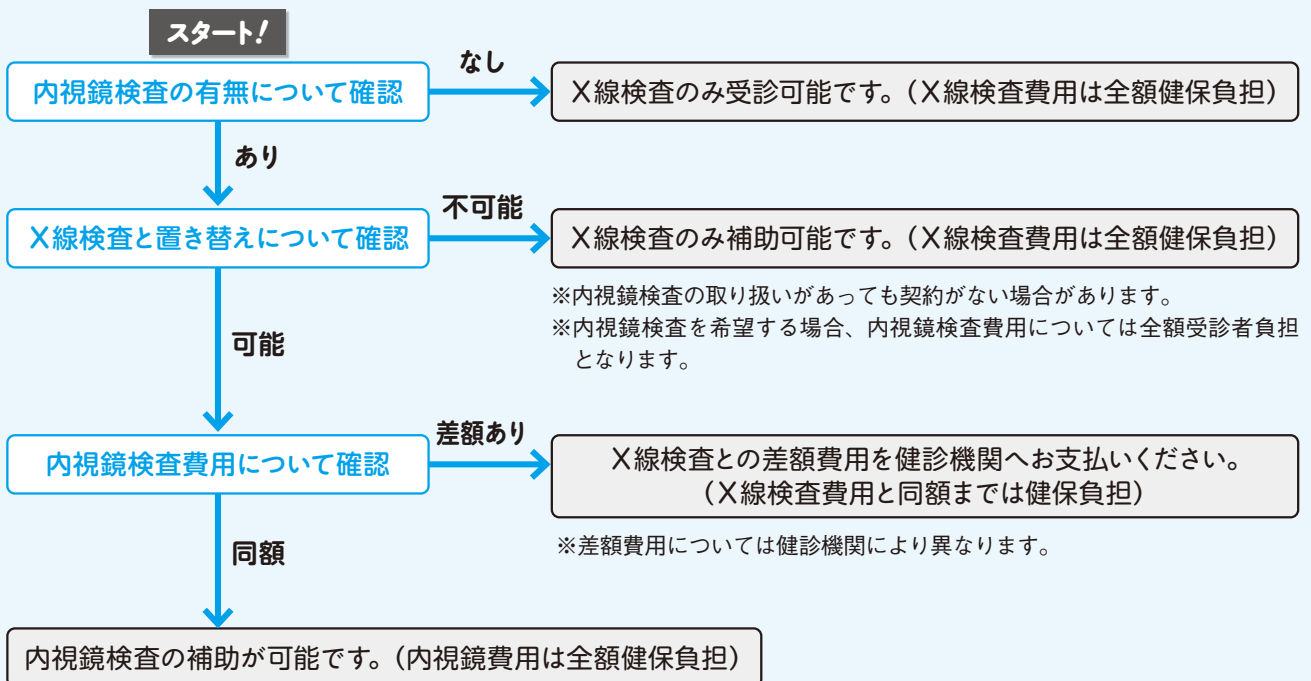 スタート!
内視鏡検査の有無について確認
なし
X線検査のみ受診可能です。(X線検査費用は全額健保負担)
あり
X線検査と置き替えについて確認
不可能
X線検査のみ補助可能です。(X線検査費用は全額健保負担)
※内視鏡検査の取り扱いがあっても契約がない場合があります。
※内視鏡検査を希望する場合、内視鏡検査費用については全額受診者負担
となります。
可能
内視鏡検査費用について確認
差額あり
X線検査との差額費用を健診機関へお支払いください。
(X線検査費用と同額までは健保負担)
※差額費用については健診機関により異なります。
同額
内視鏡検査の補助が可能です。(内視鏡費用は全額健保負担)